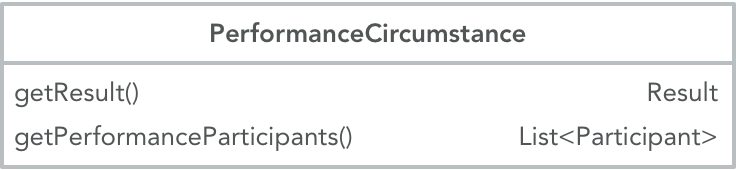 PerformanceCircumstance
getResult() Result
getPerformanceParticipants() List<Participant>